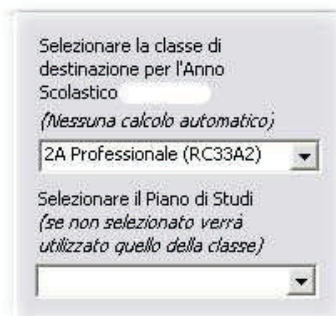 Selezionare la classe di
destinazione per l'Anno
Scolastico
(Nessuna calcolo automatico)
2A Professionale (RC33A2)
Selezionare il Piano di Studi
(se non selezionato verrà
utilizzato quello della classe)